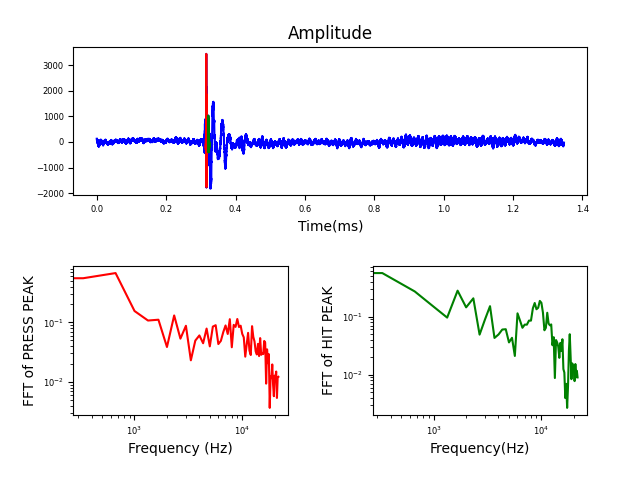 Amplitude
3000
2000
1000
0
−1000
−2000
0.0 0.2 0.4 0.6 0.8 1.0 1.2 1.4
Time(ms)
FFT of PRESS PEAK
10⁻¹
10⁻²
10³ 10⁴
Frequency (Hz)
FFT of HIT PEAK
10⁻¹
10⁻²
10³ 10⁴
Frequency(Hz)